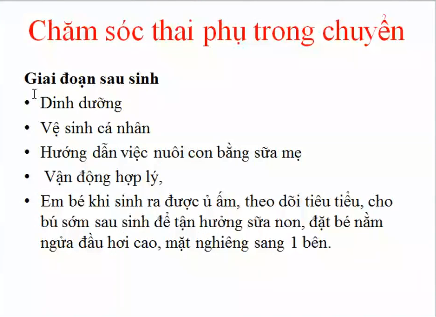 Chăm sóc thai phụ trong chuyển
Giai đoạn sau sinh
• Dinh dưỡng
• Vệ sinh cá nhân
• Hướng dẫn việc nuôi con bằng sữa mẹ
• Vận động hợp lý,
• Em bé khi sinh ra được ủ ấm, theo dõi tiêu tiểu, cho
bú sớm sau sinh để tận hưởng sữa non, đặt bé nằm
ngửa đầu hơi cao, mặt nghiêng sang 1 bên.